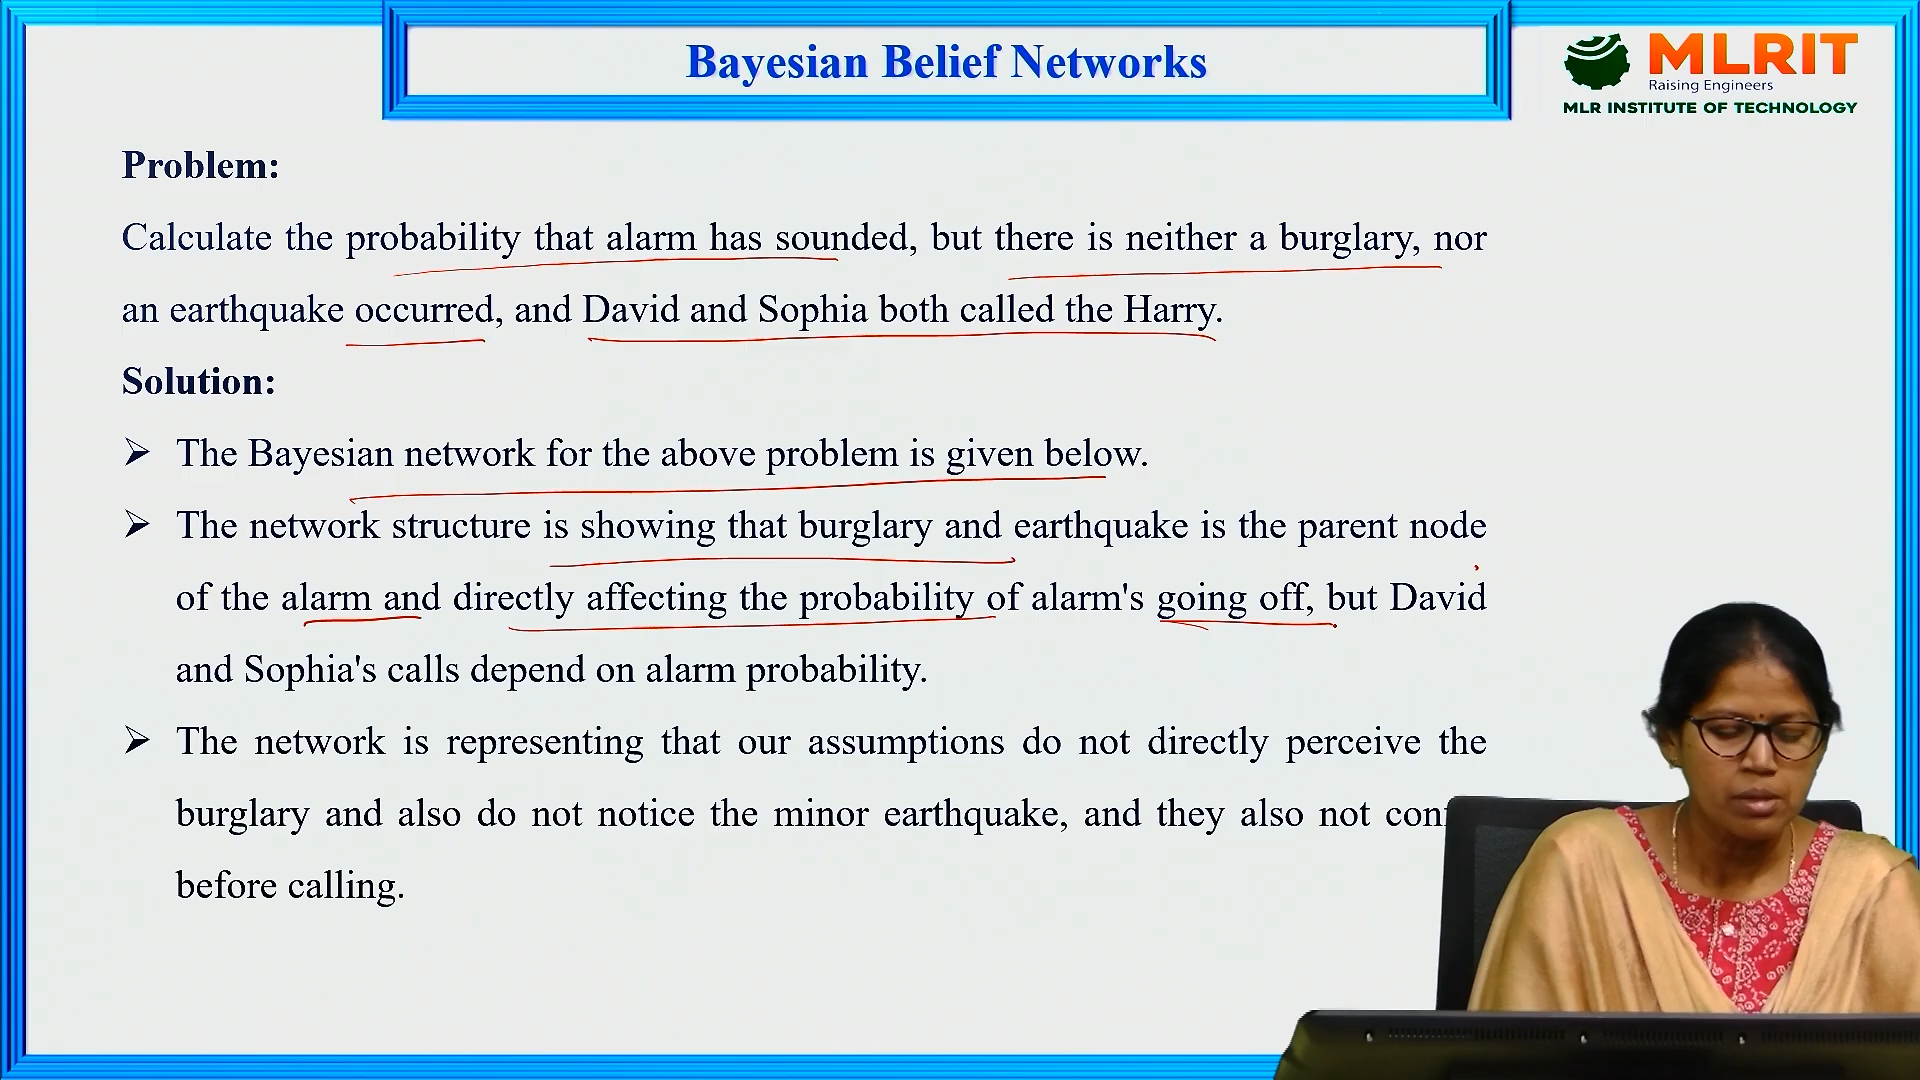 Bayesian Belief Networks
MLRIT
Raising Engineers
MLR INSTITUTE OF TECHNOLOGY
Problem:
Calculate the probability that alarm has sounded, but there is neither a burglary, nor
an earthquake occurred, and David and Sophia both called the Harry.
Solution:
➢ The Bayesian network for the above problem is given below.
➢ The network structure is showing that burglary and earthquake is the parent node
of the alarm and directly affecting the probability of alarm's going off, but David
and Sophia's calls depend on alarm probability.
➢ The network is representing that our assumptions do not directly perceive the
burglary and also do not notice the minor earthquake, and they also not
before calling.